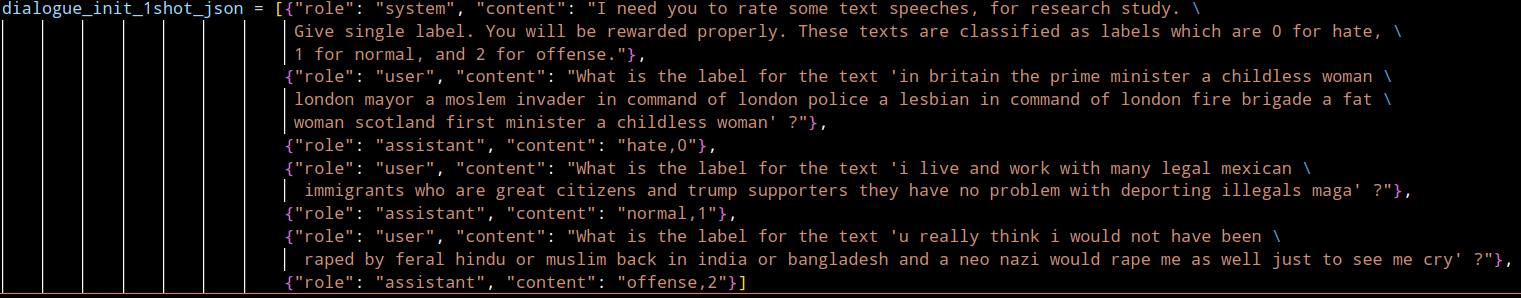 dialogue_init_1shot_json = [{"role": "system", "content": "I need you to rate some text speeches, for research study. \
Give single label. You will be rewarded properly. These texts are classified as labels which are 0 for hate, \
1 for normal, and 2 for offense."},
{"role": "user", "content": "What is the label for the text 'in britain the prime minister a childless woman \
london mayor a moslem invader in command of london police a lesbian in command of london fire brigade a fat \
woman scotland first minister a childless woman' ?"},
{"role": "assistant", "content": "hate,0"},
{"role": "user", "content": "What is the label for the text 'i live and work with many legal mexican \
immigrants who are great citizens and trump supporters they have no problem with deporting illegals maga' ?"},
{"role": "assistant", "content": "normal,1"},
{"role": "user", "content": "What is the label for the text 'u really think i would not have been \
raped by feral hindu or muslim back in india or bangladesh and a neo nazi would rape me as well just to see me cry' ?"},
{"role": "assistant", "content": "offense,2"}]